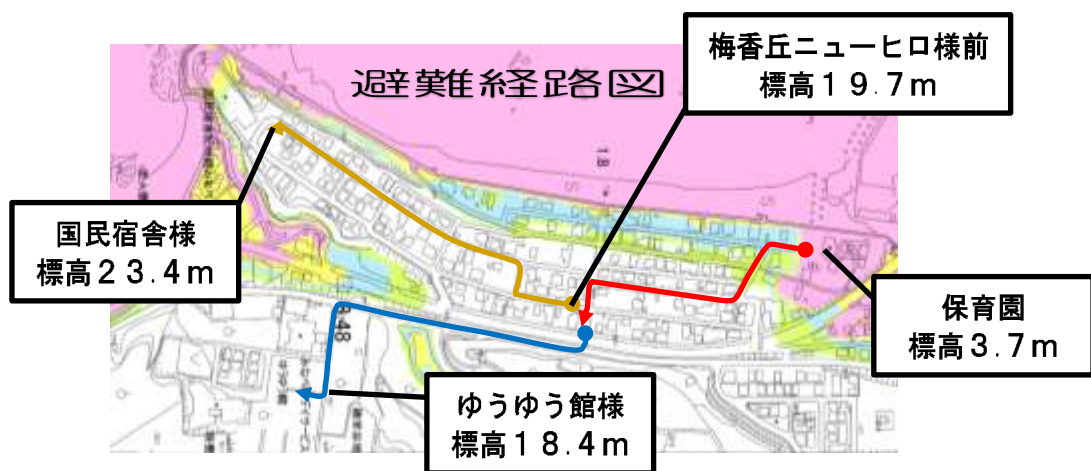 避難経路図
梅香丘ニューヒロ様前
標高19.7m
国民宿舎様
標高23.4m
保育園
標高3.7m
ゆうゆう館様
標高18.4m
18